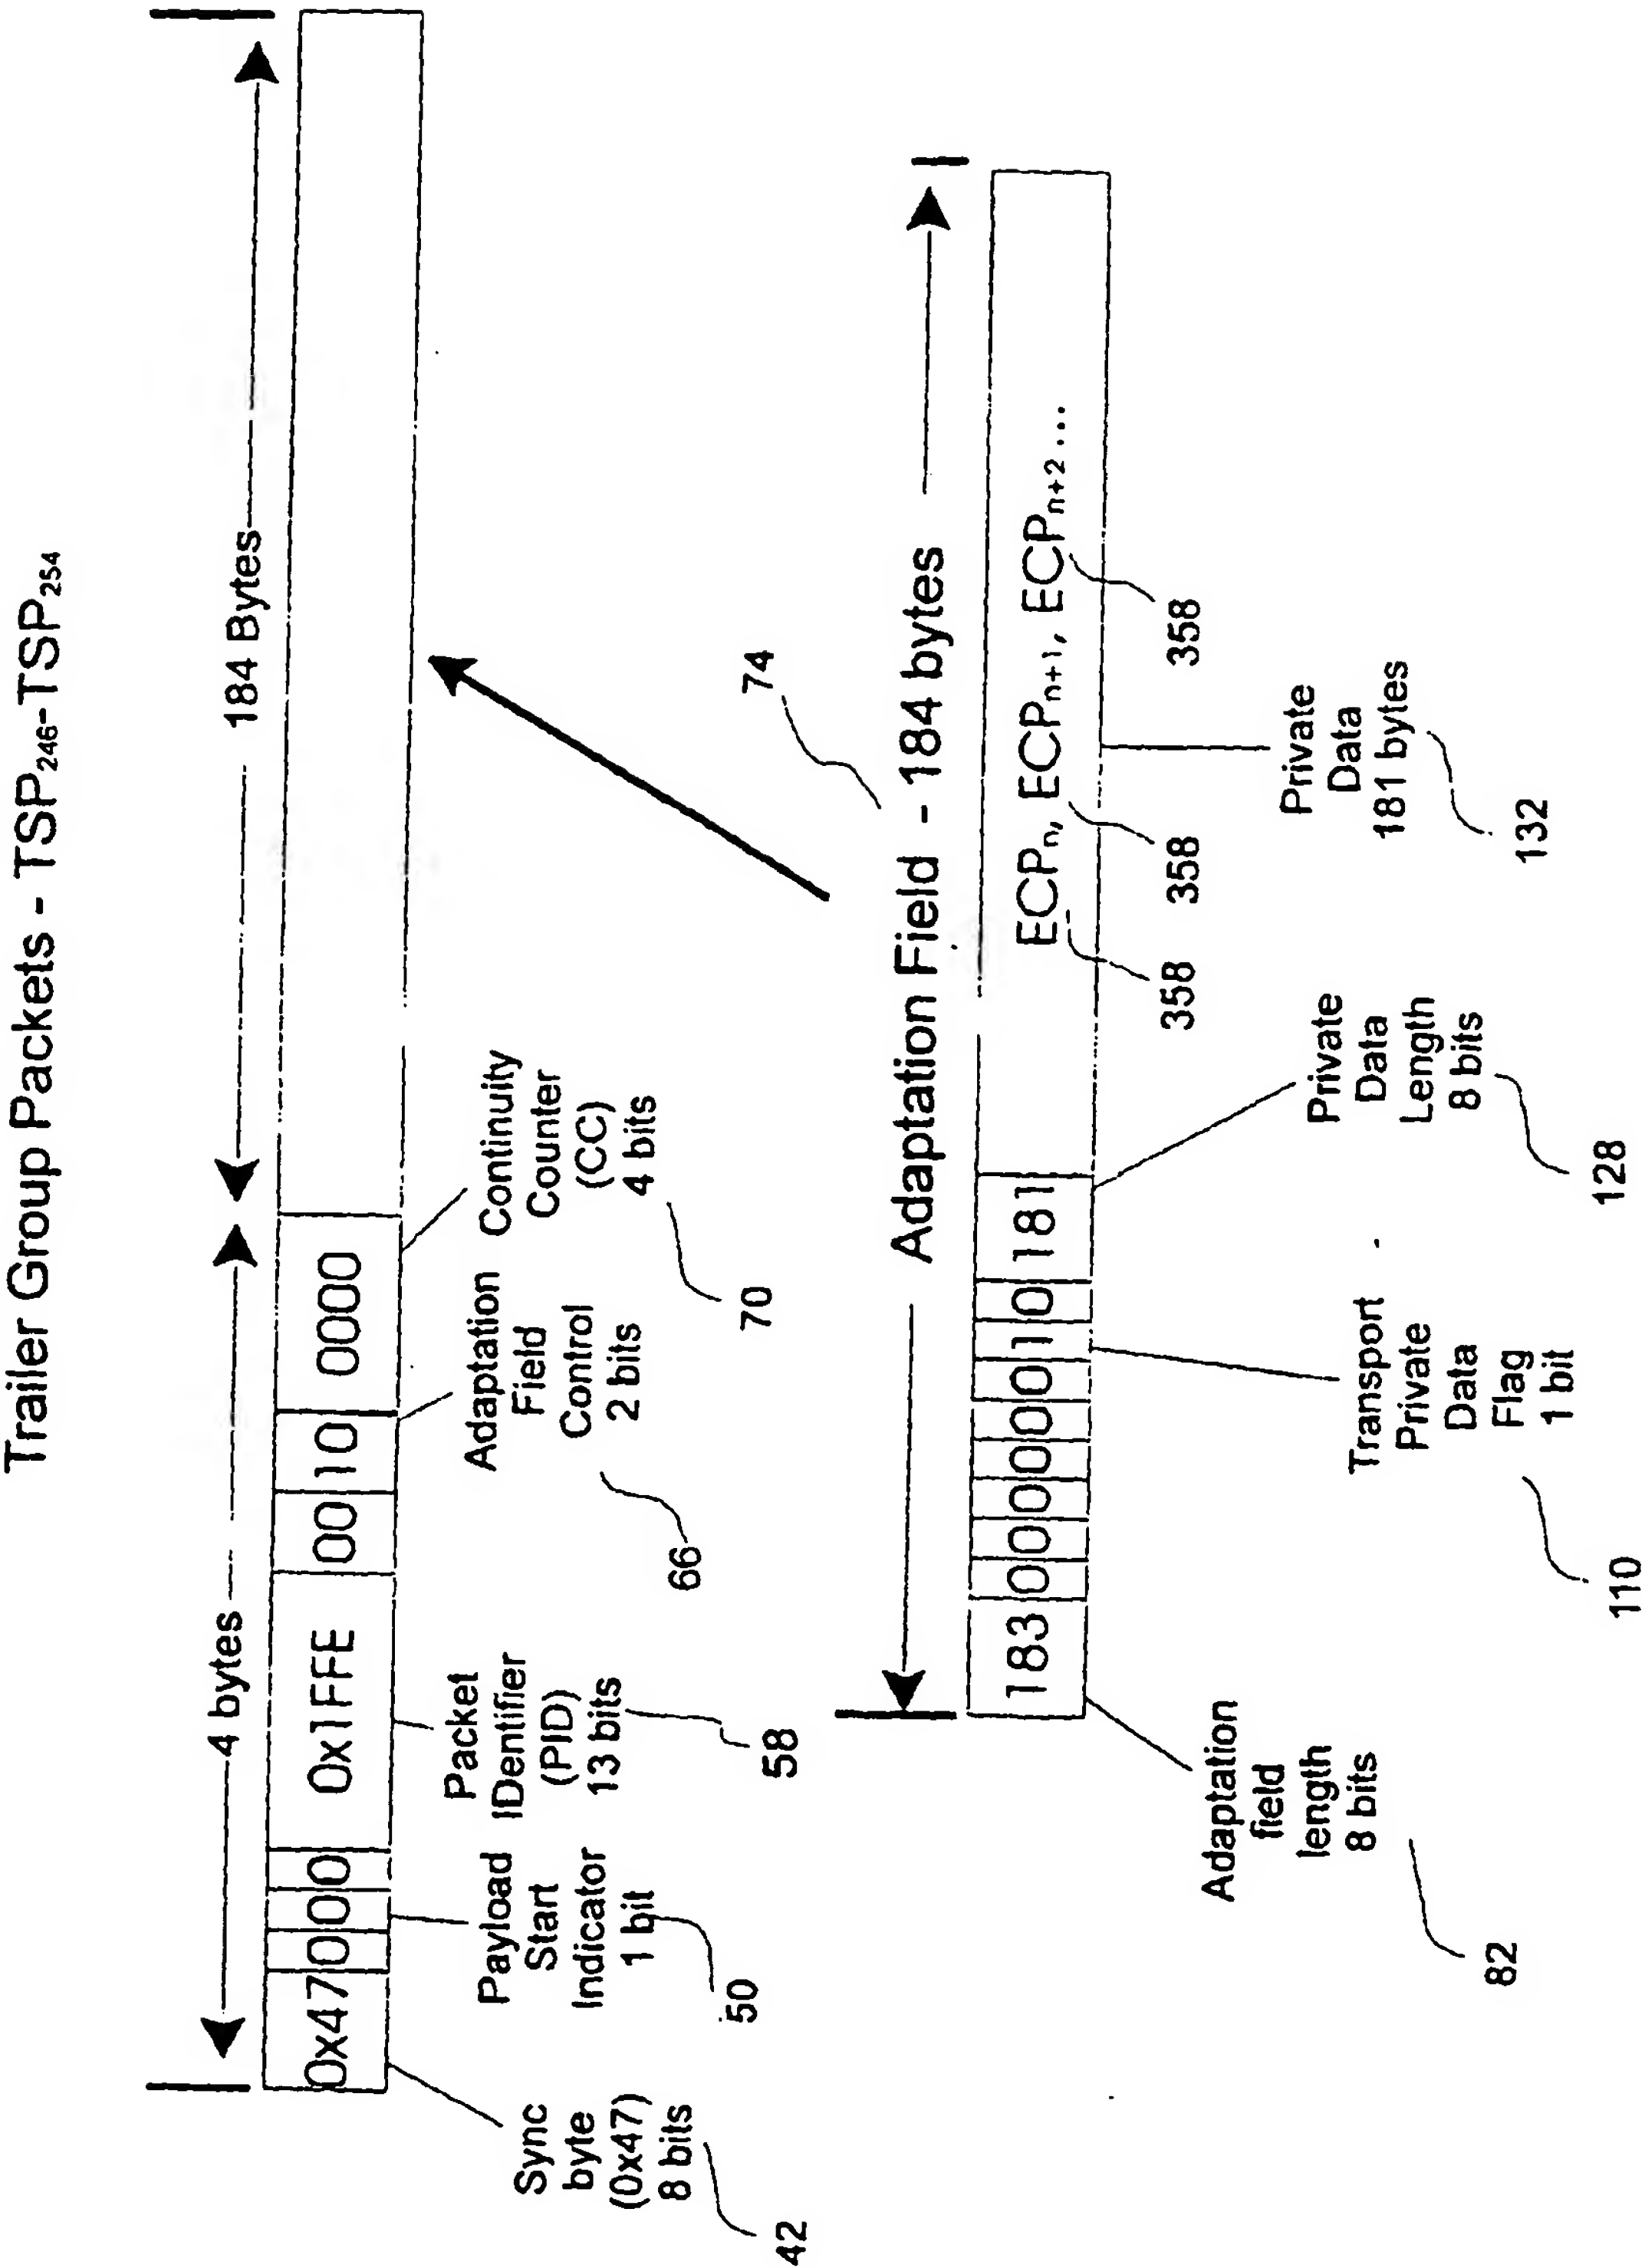 Trailer Group Packets - TSP246-TSP254
4 bytes
184 Bytes
0x47 0 0 0 0x1FFE 00 10 0000
Sync
byte
(0x47)
8 bits
42
Payload
Start
Indicator
1 bit
50
Packet
IDentifier
(PID)
13 bits
58
Adaptation
Field
Control
2 bits
66
Continuity
Counter
(CC)
4 bits
70
Adaptation Field - 184 bytes
74
183 0 0 0 0 0 0 1 0 181 ECPn, ECPn+1, ECPn+2...
358
358
358
Adaptation
field
length
8 bits
82
Transport
Private
Data
Flag
1 bit
110
Private
Data
Length
8 bits
128
Private
Data
181 bytes
132